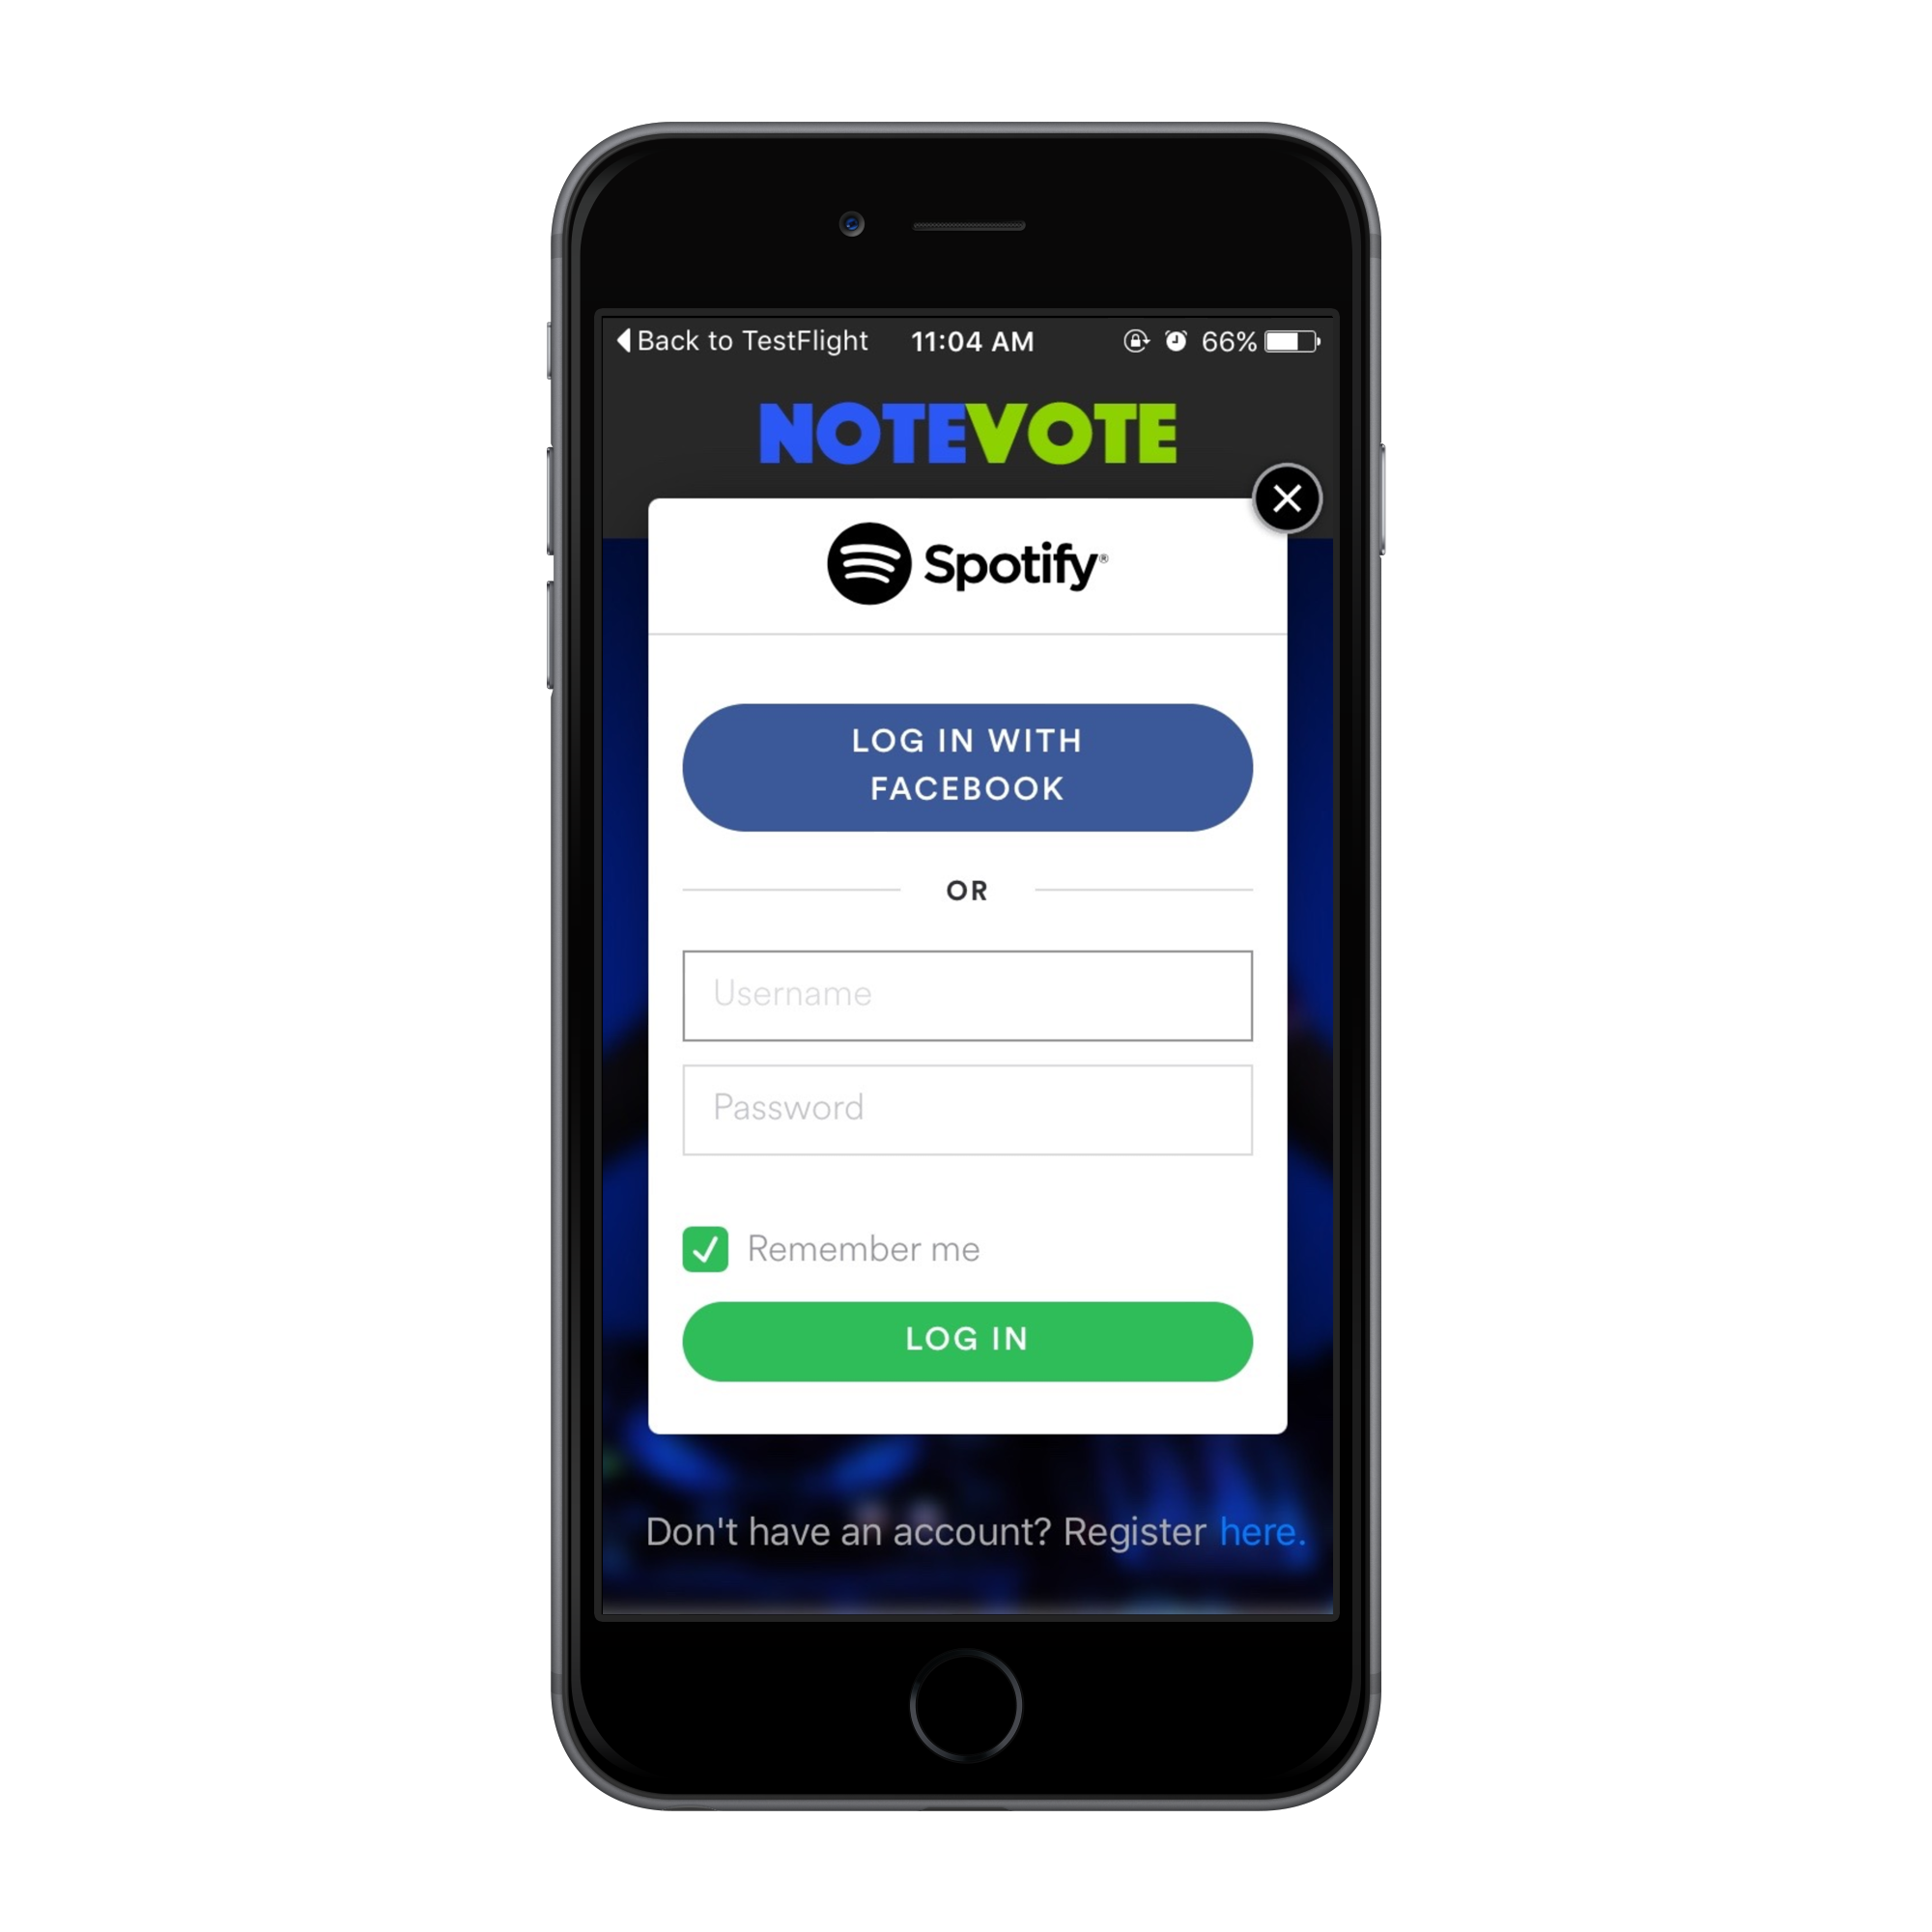 Back to TestFlight 11:04 AM 66%
NOTEVOTE
Spotify®
LOG IN WITH
FACEBOOK
OR
Username
Password
Remember me
LOG IN
Don't have an account? Register here.